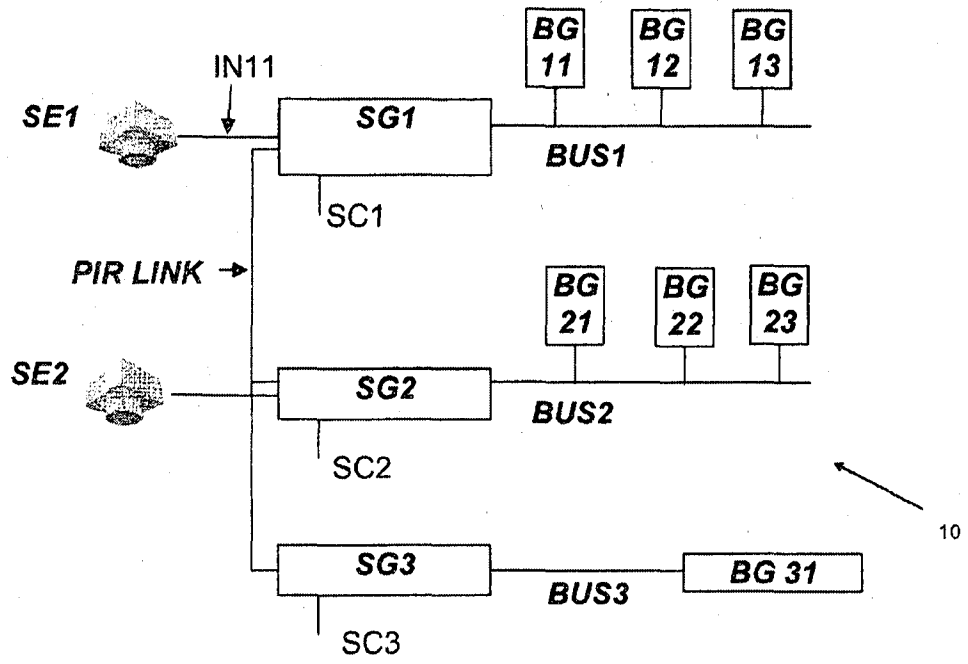 BG 11
BG 12
BG 13
IN11
SE1
SG1
BUS1
SC1
PIR LINK
BG 21
BG 22
BG 23
SE2
SG2
BUS2
SC2
10
SG3
BG 31
BUS3
SC3